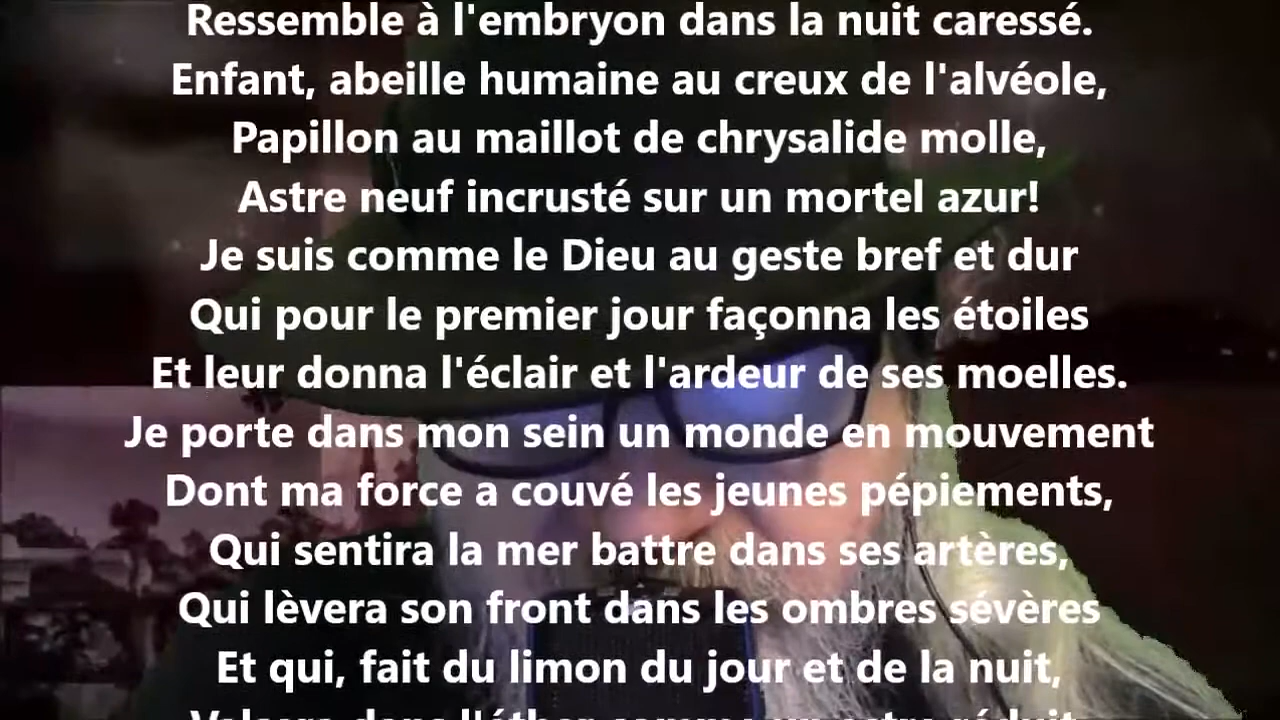 Ressemble à l'embryon dans la nuit caressé.
Enfant, abeille humaine au creux de l'alvéole,
Papillon au maillot de chrysalide molle,
Astre neuf incrusté sur un mortel azur!
Je suis comme le Dieu au geste bref et dur
Qui pour le premier jour façonna les étoiles
Et leur donna l'éclair et l'ardeur de ses moelles.
Je porte dans mon sein un monde en mouvement
Dont ma force a couvé les jeunes pépiements,
Qui sentira la mer battre dans ses artères,
Qui lèvera son front dans les ombres sévères
Et qui, fait du limon du jour et de la nuit,